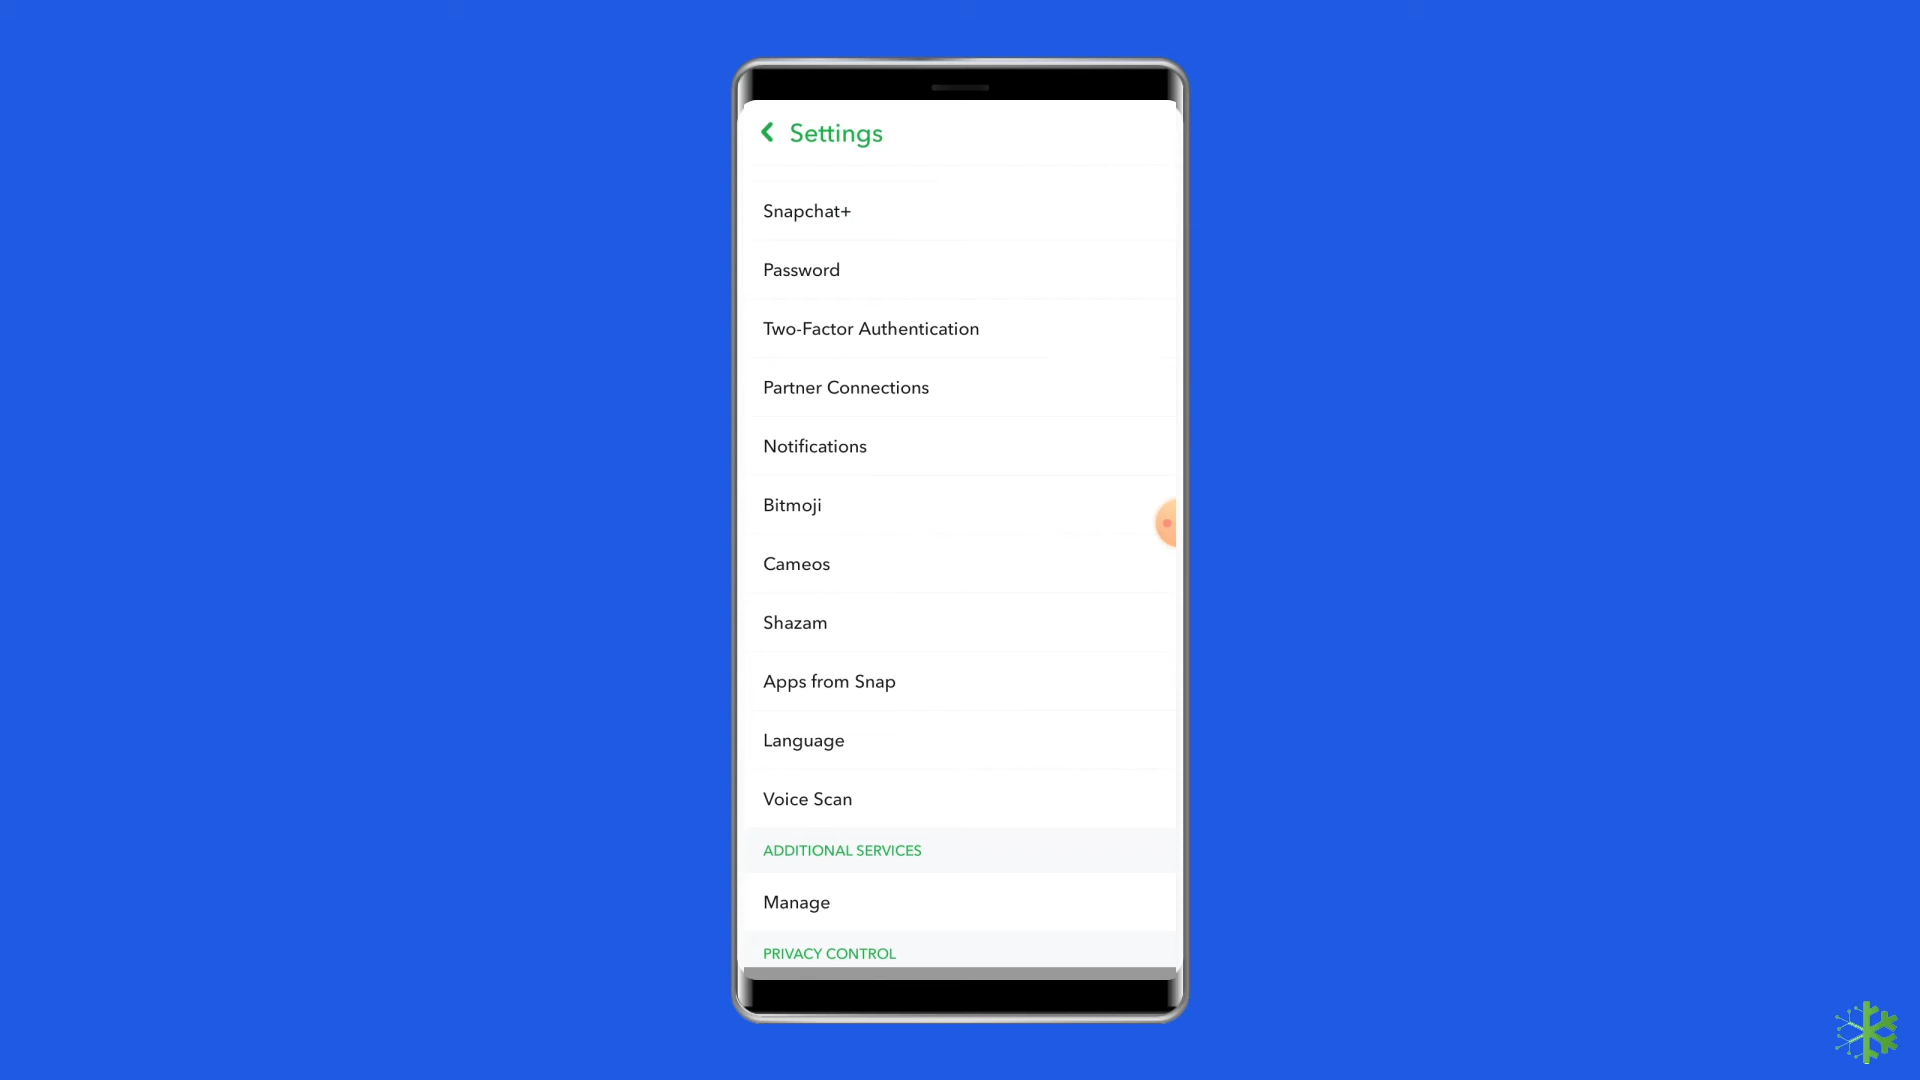 Settings
Snapchat+
Password
Two-Factor Authentication
Partner Connections
Notifications
Bitmoji
Cameos
Shazam
Apps from Snap
Language
Voice Scan
ADDITIONAL SERVICES
Manage
PRIVACY CONTROL